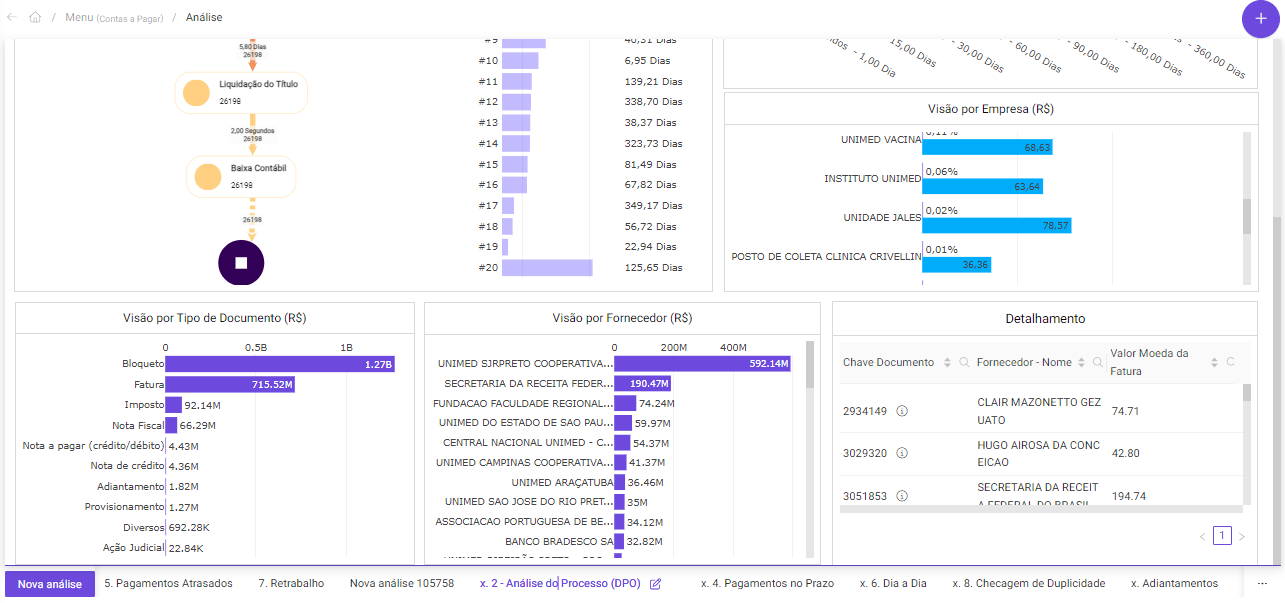 Menu (Contas a Pagar) / Análise
5,80 Dias
26198
Liquidação do Título
26198
2,00 Segundos
26198
Baixa Contábil
26198
26198
#9 40,31 Dias
#10 6,95 Dias
#11 139,21 Dias
#12 338,70 Dias
#13 38,37 Dias
#14 323,73 Dias
#15 81,49 Dias
#16 67,82 Dias
#17 349,17 Dias
#18 56,72 Dias
#19 22,94 Dias
#20 125,65 Dias
- 1,00 Dia
15,00 Dias
- 30,00 Dias
- 60,00 Dias
- 90,00 Dias
- 180,00 Dias
- 360,00 Dias
Visão por Empresa (R$)
0,11%
UNIMED VACINA 68,63
0,06%
INSTITUTO UNIMED 63,64
0,02%
UNIDADE JALES 78,57
0,01%
POSTO DE COLETA CLINICA CRIVELLIN 36,36
Visão por Tipo de Documento (R$)
0 0.5B 1B
Bloqueto 1.27B
Fatura 715.52M
Imposto 92.14M
Nota Fiscal 66.29M
Nota a pagar (crédito/débito) 4.43M
Nota de crédito 4.36M
Adiantamento 1.82M
Provisionamento 1.27M
Diversos 692.28K
Ação Judicial 22.84K
Visão por Fornecedor (R$)
0 200M 400M
UNIMED SJRPRETO COOPERATIVA... 592.14M
SECRETARIA DA RECEITA FEDER... 190.47M
FUNDACAO FACULDADE REGIONAL... 74.24M
UNIMED DO ESTADO DE SAO PAU... 59.97M
CENTRAL NACIONAL UNIMED - C... 54.37M
UNIMED CAMPINAS COOPERATIVA... 41.37M
UNIMED ARAÇATUBA 36.46M
UNIMED SAO JOSE DO RIO PRET... 35M
ASSOCIACAO PORTUGUESA DE BE... 34.12M
BANCO BRADESCO SA 32.82M
Detalhamento
Chave Documento Fornecedor - Nome Valor Moeda da
Fatura
CLAIR MAZONETTO GEZ
2934149 74.71
UATO
HUGO AIROSA DA CONC
3029320 42.80
EICAO
SECRETARIA DA RECEIT
3051853 194.74
A FEDERAL DO BRASIL
1
Nova análise 5. Pagamentos Atrasados 7. Retrabalho Nova análise 105758 x. 2 - Análise do Processo (DPO) x. 4. Pagamentos no Prazo x. 6. Dia a Dia x. 8. Checagem de Duplicidade x. Adiantamentos ...